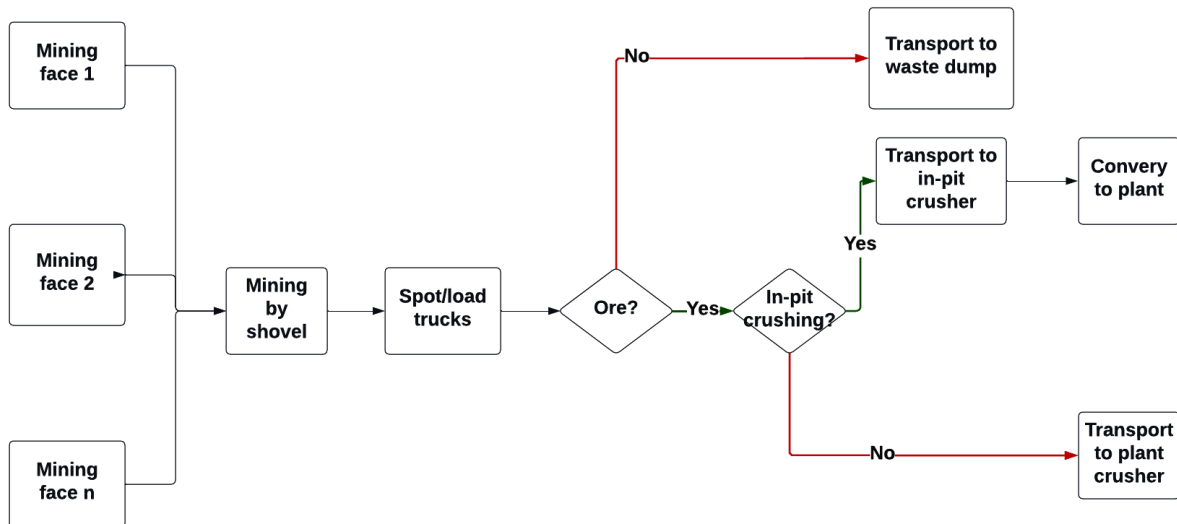 Mining
face 1
Mining
face 2
Mining
face n
Mining
by
shovel
Spot/load
trucks
Ore?
No
Transport to
waste dump
Yes
In-pit
crushing?
Yes
Transport to
in-pit
crusher
Convery
to plant
No
Transport
to plant
crusher